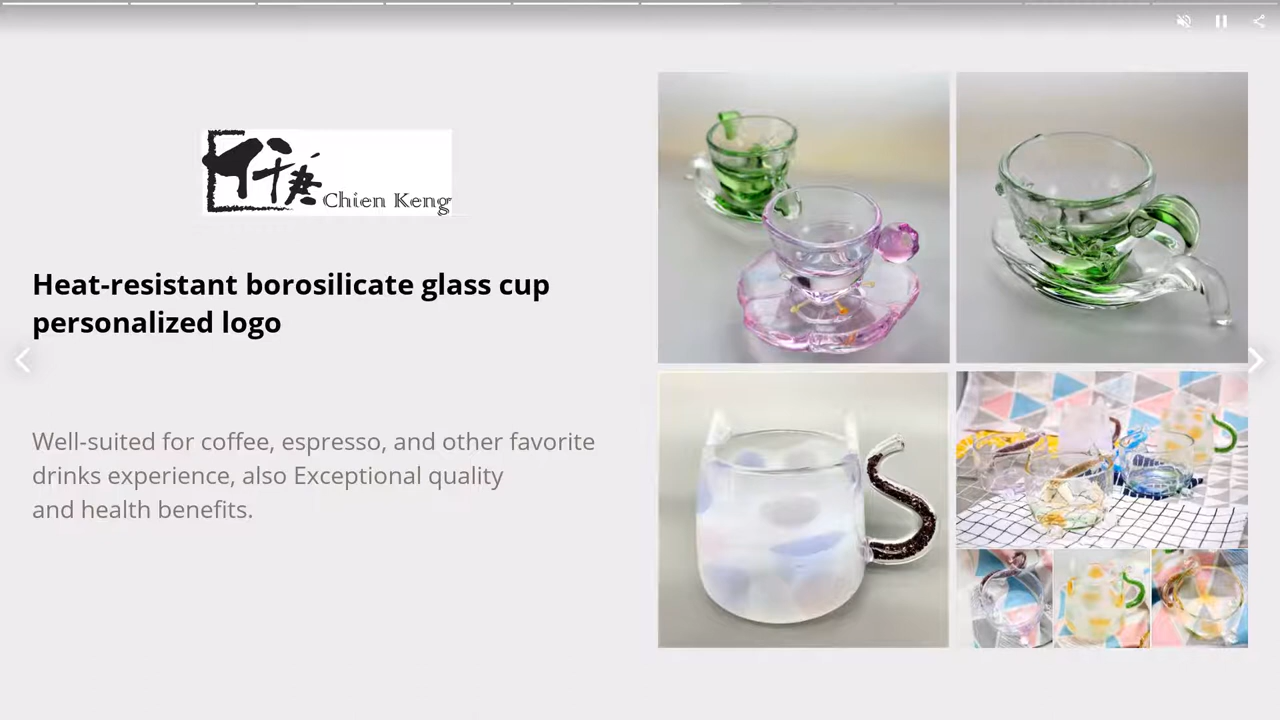 Chien Keng
Heat-resistant borosilicate glass cup
personalized logo
Well-suited for coffee, espresso, and other favorite
drinks experience, also Exceptional quality
and health benefits.